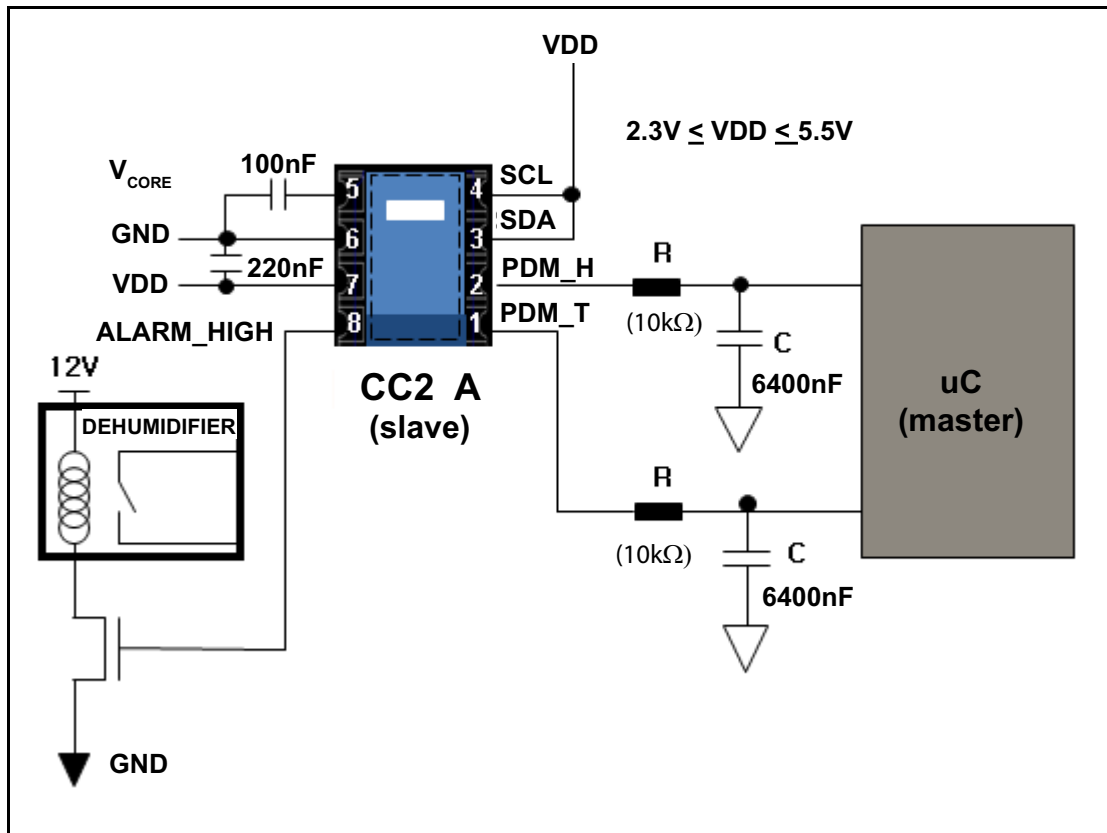 VDD
2.3V ≤ VDD ≤ 5.5V
100nF
VCORE
GND
VDD
220nF
ALARM_HIGH
5
6
7
8
4
3
2
1
SCL
SDA
PDM_H
PDM_T
R
(10kΩ)
C
6400nF
R
(10kΩ)
C
6400nF
uC
(master)
CC2 A
(slave)
12V
DEHUMIDIFIER
GND